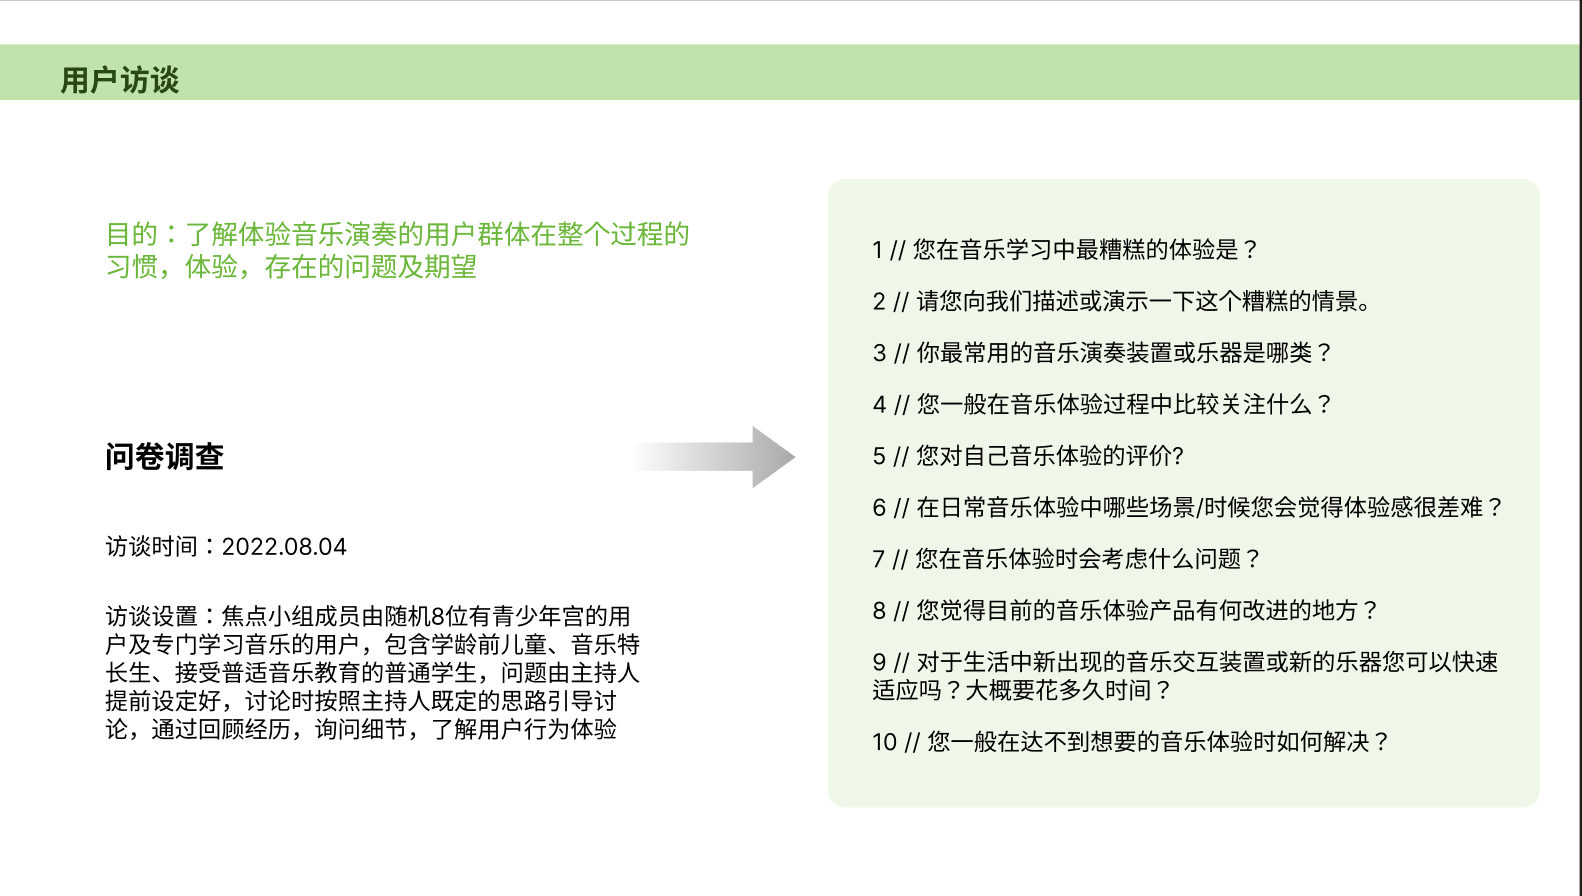 用户访谈
目的：了解体验音乐演奏的用户群体在整个过程的
习惯，体验，存在的问题及期望
问卷调查
访谈时间：2022.08.04
访谈设置：焦点小组成员由随机8位有青少年宫的用
户及专门学习音乐的用户，包含学龄前儿童、音乐特
长生、接受普适音乐教育的普通学生，问题由主持人
提前设定好，讨论时按照主持人既定的思路引导讨
论，通过回顾经历，询问细节，了解用户行为体验
1 // 您在音乐学习中最糟糕的体验是？
2 // 请您向我们描述或演示一下这个糟糕的情景。
3 // 你最常用的音乐演奏装置或乐器是哪类？
4 // 您一般在音乐体验过程中比较关注什么？
5 // 您对自己音乐体验的评价?
6 // 在日常音乐体验中哪些场景/时候您会觉得体验感很差难？
7 // 您在音乐体验时会考虑什么问题？
8 // 您觉得目前的音乐体验产品有何改进的地方？
9 // 对于生活中新出现的音乐交互装置或新的乐器您可以快速
适应吗？大概要花多久时间？
10 // 您一般在达不到想要的音乐体验时如何解决？